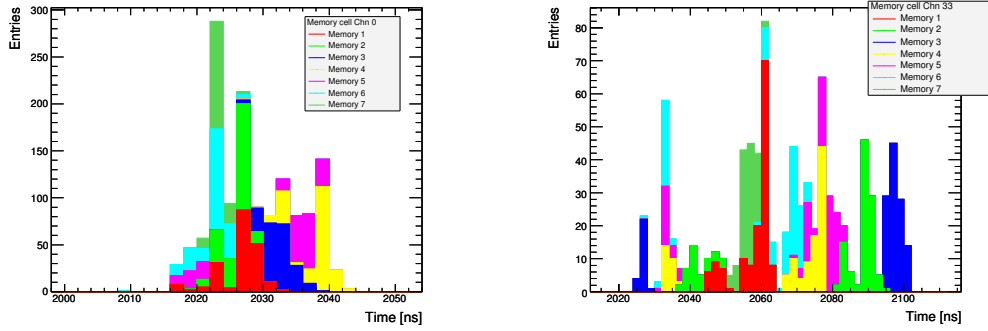 Entries
300
250
200
150
100
50
0
2000 2010 2020 2030 2040 2050
Time [ns]
Memory cell Chn 0
Memory 1
Memory 2
Memory 3
Memory 4
Memory 5
Memory 6
Memory 7
Entries
80
70
60
50
40
30
20
10
0
2020 2040 2060 2080 2100
Time [ns]
Memory cell Chn 33
Memory 1
Memory 2
Memory 3
Memory 4
Memory 5
Memory 6
Memory 7